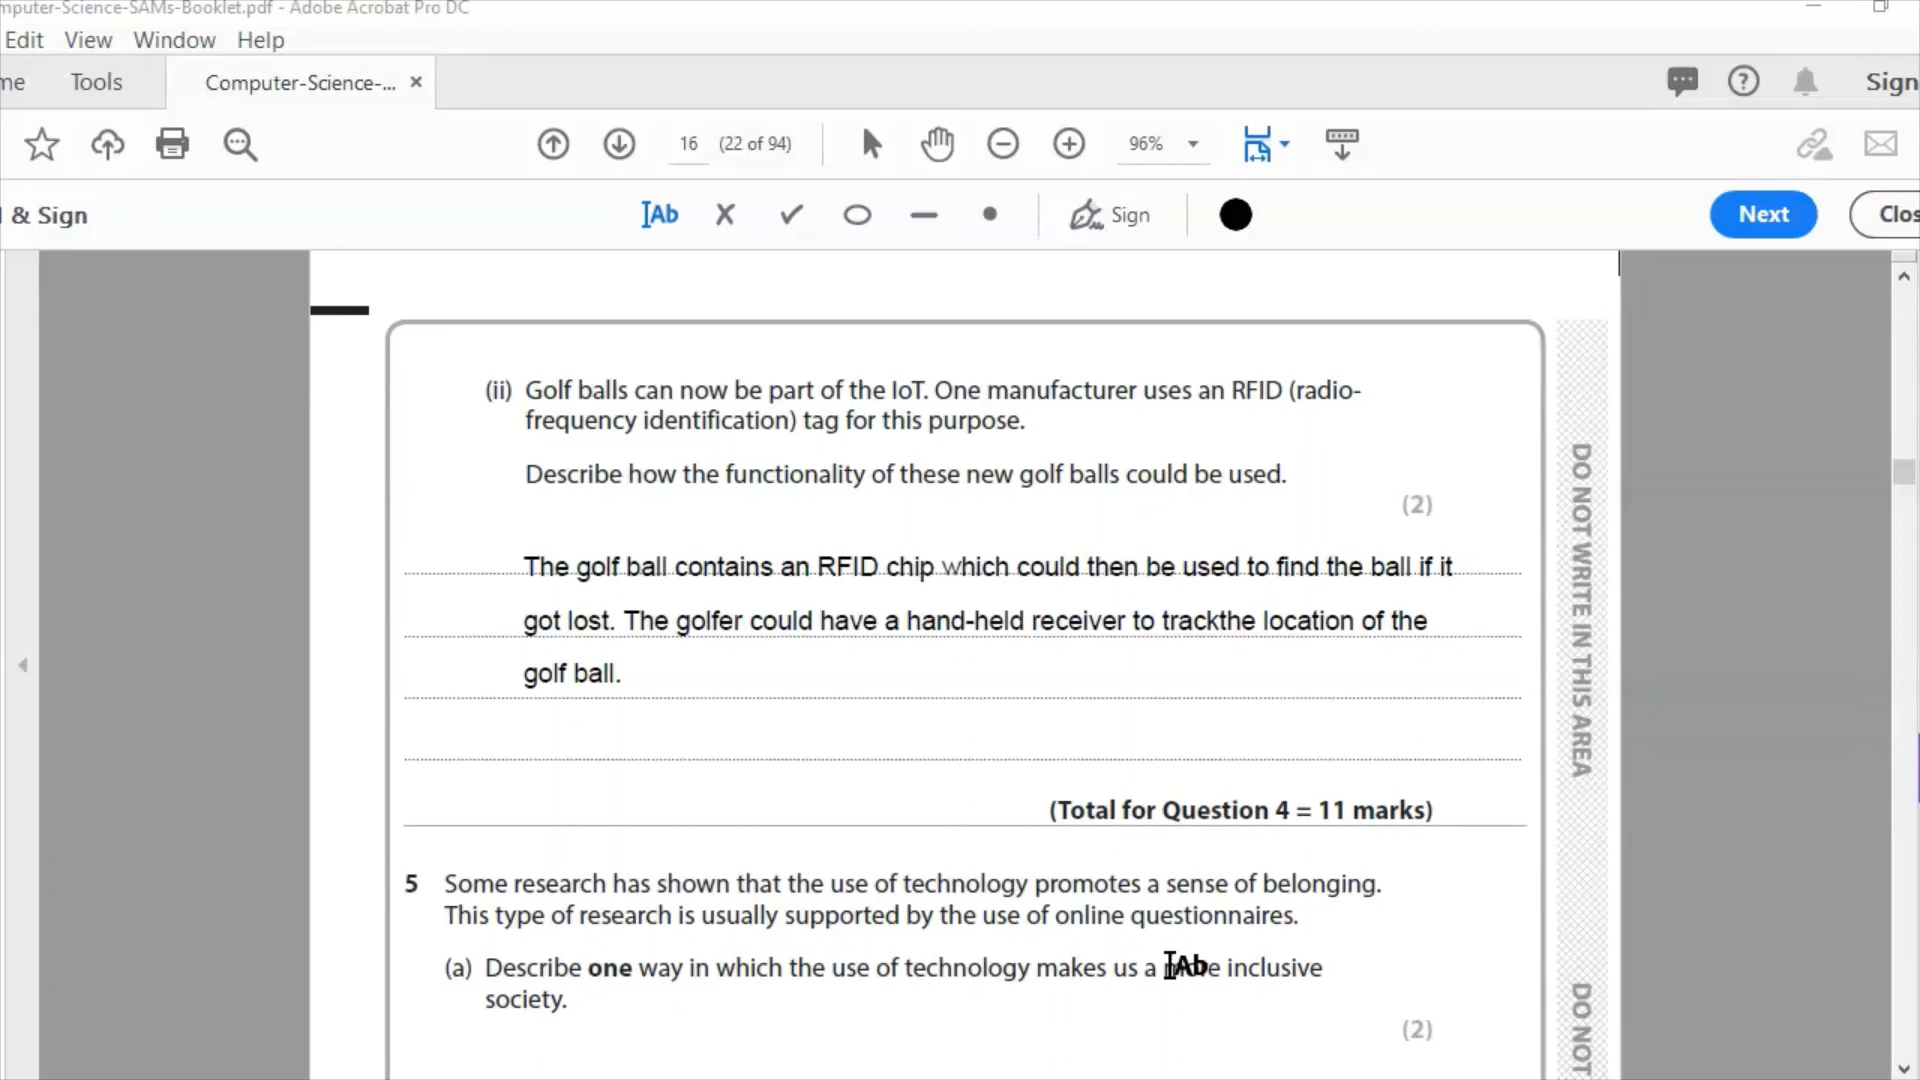 mputer-Science-SAMs-Booklet.pdf - Adobe Acrobat Pro DC
Edit View Window Help
me Tools Computer-Science-... × Sign
16 (22 of 94) 96%
& Sign IAb Sign Next Clos
(ii) Golf balls can now be part of the IoT. One manufacturer uses an RFID (radio-
frequency identification) tag for this purpose.
Describe how the functionality of these new golf balls could be used.
(2)
The golf ball contains an RFID chip which could then be used to find the ball if it
got lost. The golfer could have a hand-held receiver to trackthe location of the
golf ball.
(Total for Question 4 = 11 marks)
5 Some research has shown that the use of technology promotes a sense of belonging.
This type of research is usually supported by the use of online questionnaires.
(a) Describe one way in which the use of technology makes us a more inclusive
society.
(2)
DO NOT WRITE IN THIS AREA
DO NOT